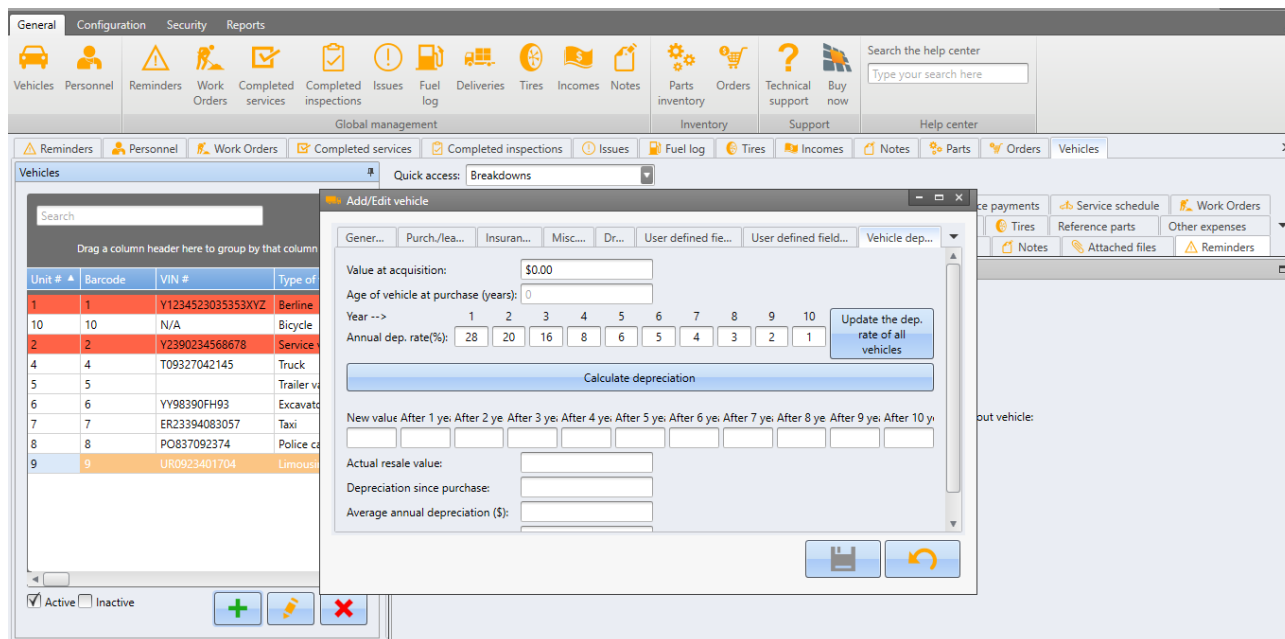 General Configuration Security Reports
Search the help center
Type your search here
Vehicles Personnel Reminders Work Orders Completed services Completed inspections Issues Fuel log Deliveries Tires Incomes Notes Parts inventory Orders Technical support Buy now
Global management Inventory Support Help center
Reminders Personnel Work Orders Completed services Completed inspections Issues Fuel log Tires Incomes Notes Parts Orders Vehicles
Vehicles
Quick access: Breakdowns
Search
Drag a column header here to group by that column
Unit # Barcode VIN # Type of
1 1 Y1234523035353XYZ Berline
10 10 N/A Bicycle
2 2 Y2390234568678 Service
4 4 T09327042145 Truck
5 5 Trailer
6 6 YY98390FH93 Excavato
7 7 ER23394083057 Taxi
8 8 PO837092374 Police ca
9 9 UR0923401704 Limousi
Active Inactive
Add/Edit vehicle
Gener... Purch./lea... Insuran... Misc.... Dr... User defined fie... User defined field... Vehicle dep...
Value at acquisition: $0.00
Age of vehicle at purchase (years): 0
Year --> 1 2 3 4 5 6 7 8 9 10
Annual dep. rate(%): 28 20 16 8 6 5 4 3 2 1
Update the dep. rate of all vehicles
Calculate depreciation
New value After 1 ye After 2 ye After 3 ye After 4 ye After 5 ye After 6 ye After 7 ye After 8 ye After 9 ye After 10 y
Actual resale value:
Depreciation since purchase:
Average annual depreciation ($):
ce payments Service schedule Work Orders
Tires Reference parts Other expenses
Notes Attached files Reminders
out vehicle: